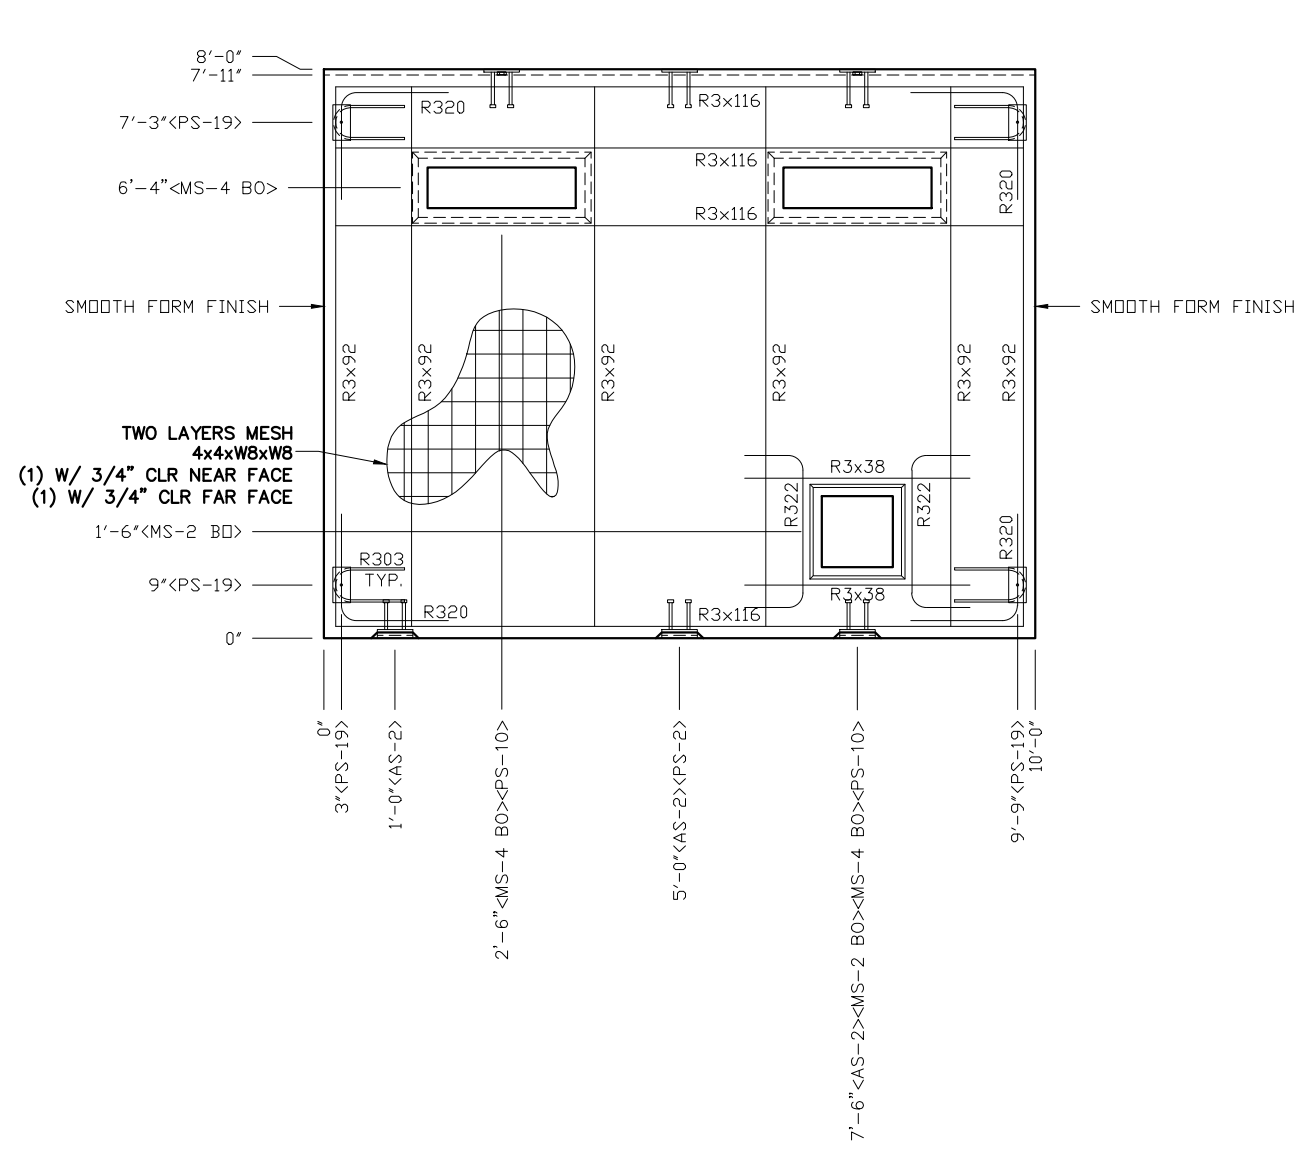 8'-0"
7'-11"
7'-3"<PS-19>
6'-4"<MS-4 BO>
R320
R3x116
R3x116
R3x116
R320
SMOOTH FORM FINISH
SMOOTH FORM FINISH
R3x92
R3x92
R3x92
R3x92
R3x92
R3x92
TWO LAYERS MESH
4x4xW8xW8
(1) W/ 3/4" CLR NEAR FACE
(1) W/ 3/4" CLR FAR FACE
R3x38
R322
R322
1'-6"<MS-2 BO>
R320
R303
TYP.
9"<PS-19>
R3x38
R320
R3x116
0"
0"
3"<PS-19>
1'-0"<AS-2>
2'-6"<MS-4 BO><PS-10>
5'-0"<AS-2><PS-2>
7'-6"<AS-2><MS-2 BO><MS-4 BO><PS-10>
9'-9"<PS-19>
10'-0"